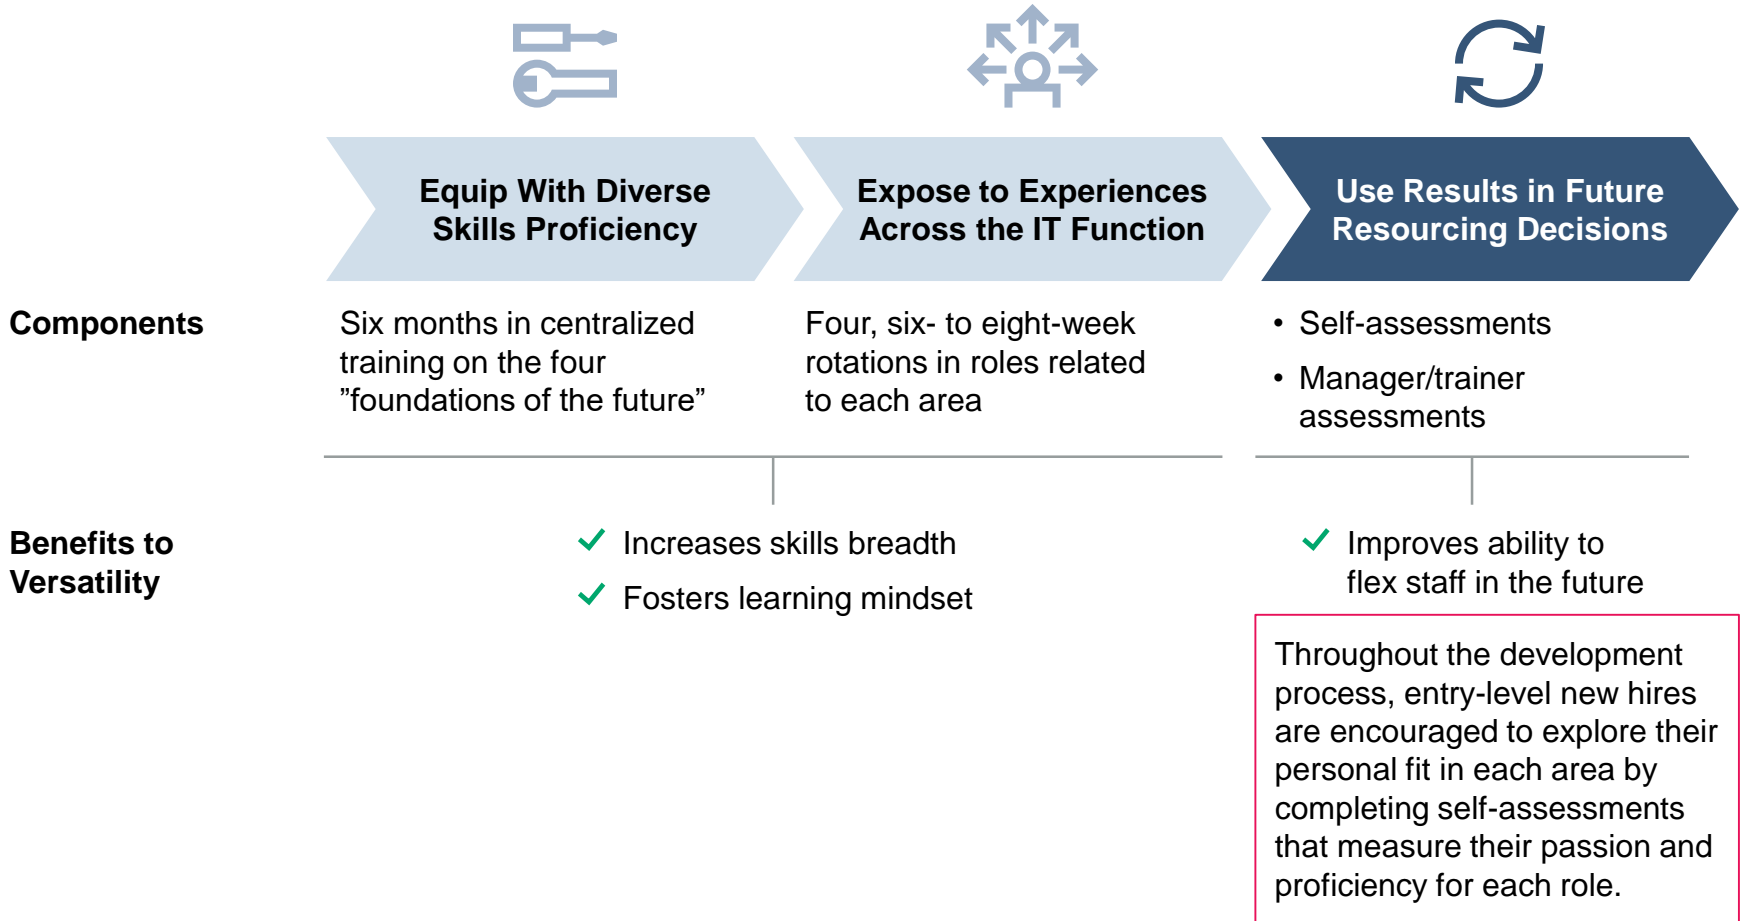 Equip With Diverse
Skills Proficiency
Expose to Experiences
Across the IT Function
Use Results in Future
Resourcing Decisions
Components
Six months in centralized
training on the four
”foundations of the future”
Four, six- to eight-week
rotations in roles related
to each area
• Self-assessments
• Manager/trainer
assessments
Benefits to
Versatility
✓ Increases skills breadth
✓ Fosters learning mindset
✓ Improves ability to
flex staff in the future
Throughout the development
process, entry-level new hires
are encouraged to explore their
personal fit in each area by
completing self-assessments
that measure their passion and
proficiency for each role.